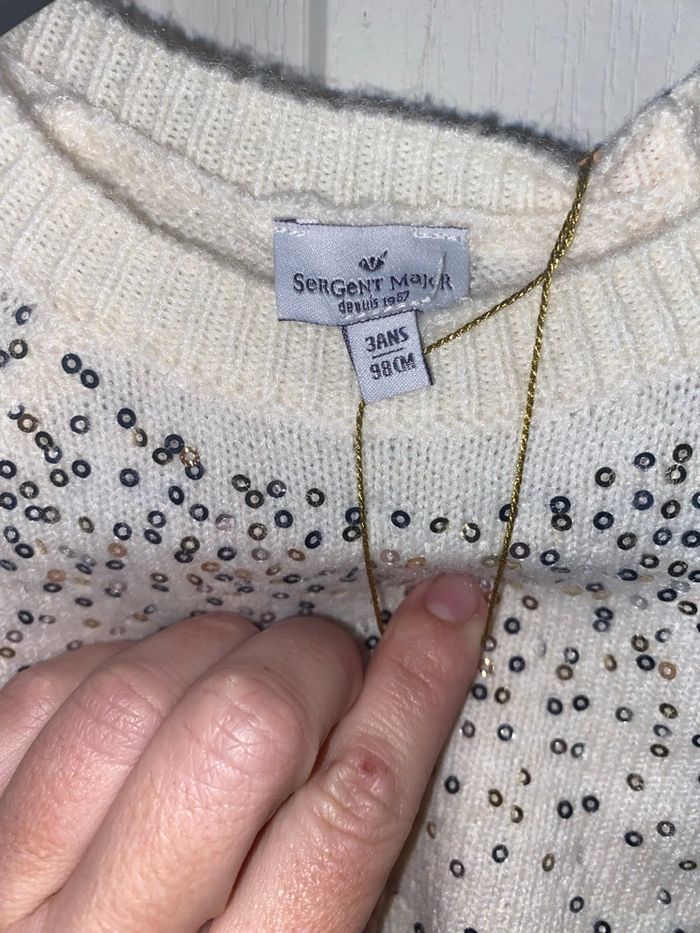 SerGent Major
depuis 1987
3ANS
98CM